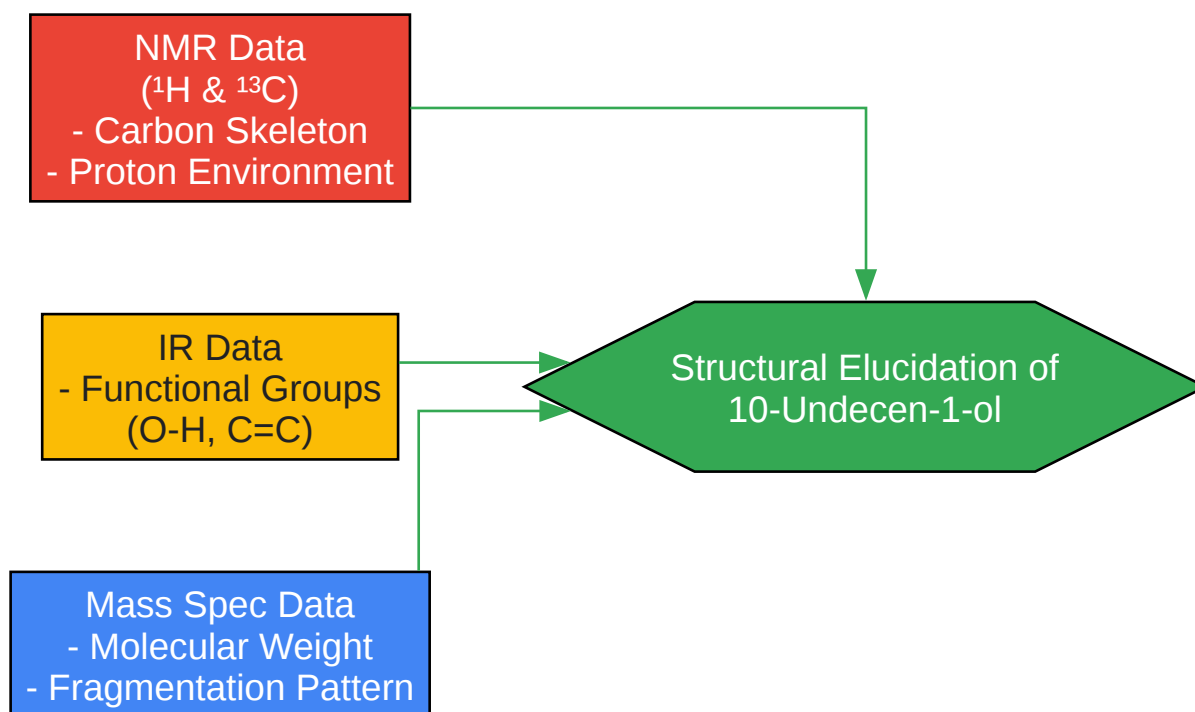 NMR Data
(¹H & ¹³C)
- Carbon Skeleton
- Proton Environment
IR Data
- Functional Groups
(O-H, C=C)
Structural Elucidation of
10-Undecen-1-ol
Mass Spec Data
- Molecular Weight
- Fragmentation Pattern